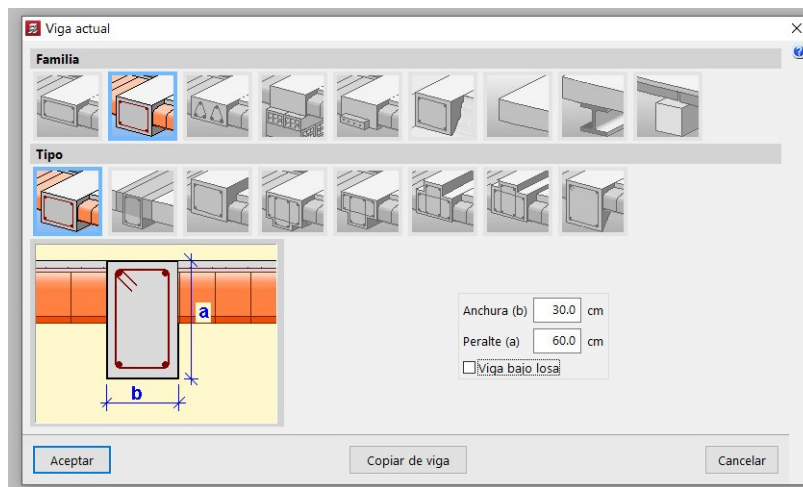 Viga actual
Familia
Tipo
a
b
Anchura (b) 30.0 cm
Peralte (a) 60.0 cm
Viga bajo losa
Aceptar
Copiar de viga
Cancelar